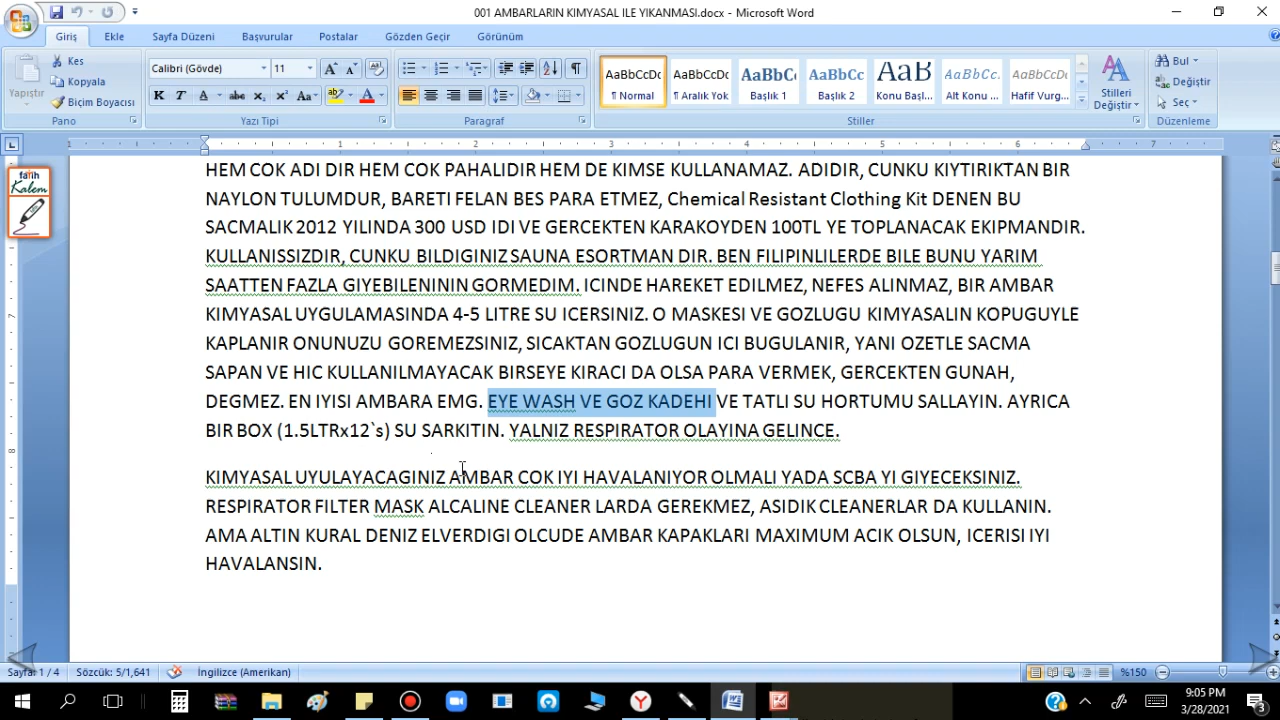 001 AMBARLARIN KIMYASAL ILE YIKANMASI.docx - Microsoft Word
Giriş Ekle Sayfa Düzeni Başvurular Postalar Gözden Geçir Görünüm
Yapıştır
Kes
Kopyala
Biçim Boyacısı
Pano
Calibri (Gövde) 11
Yazı Tipi
Paragraf
AaBbCcDc AaBbCcDc AaBbC AaBbCc AaB AaBbCc. AaBbCcDc
¶ Normal ¶ Aralık Yok Başlık 1 Başlık 2 Konu Başl... Alt Konu ... Hafif Vurg...
Stilleri Değiştir
Stiller
Bul
Değiştir
Seç
Düzenleme
fatih
Kalem
HEM COK ADI DIR HEM COK PAHALIDIR HEM DE KIMSE KULLANAMAZ. ADIDIR, CUNKU KIYTIRIKTAN BIR
NAYLON TULUMDUR, BARETI FELAN BES PARA ETMEZ, Chemical Resistant Clothing Kit DENEN BU
SACMALIK 2012 YILINDA 300 USD IDI VE GERCEKTEN KARAKOYDEN 100TL YE TOPLANACAK EKIPMANDIR.
KULLANISSIZDIR, CUNKU BILDIGINIZ SAUNA ESORTMAN DIR. BEN FILIPINLILERDE BILE BUNU YARIM
SAATTEN FAZLA GIYEBILENININ GORMEDIM. ICINDE HAREKET EDILMEZ, NEFES ALINMAZ, BIR AMBAR
KIMYASAL UYGULAMASINDA 4-5 LITRE SU ICERSINIZ. O MASKESI VE GOZLUGU KIMYASALIN KOPUGUYLE
KAPLANIR ONUNUZU GOREMEZSINIZ, SICAKTAN GOZLUGUN ICI BUGULANIR, YANI OZETLE SACMA
SAPAN VE HIC KULLANILMAYACAK BIRSEYE KIRACI DA OLSA PARA VERMEK, GERCEKTEN GUNAH,
DEGMEZ. EN IYISI AMBARA EMG. EYE WASH VE GOZ KADEHI VE TATLI SU HORTUMU SALLAYIN. AYRICA
BIR BOX (1.5LTRx12`s) SU SARKITIN. YALNIZ RESPIRATOR OLAYINA GELINCE.
KIMYASAL UYULAYACAGINIZ AMBAR COK IYI HAVALANIYOR OLMALI YADA SCBA YI GIYECEKSINIZ.
RESPIRATOR FILTER MASK ALCALINE CLEANER LARDA GEREKMEZ, ASIDIK CLEANERLAR DA KULLANIN.
AMA ALTIN KURAL DENIZ ELVERDIGI OLCUDE AMBAR KAPAKLARI MAXIMUM ACIK OLSUN, ICERISI IYI
HAVALANSIN.
Sayfa: 1 / 4 Sözcük: 5/1,641 İngilizce (Amerikan) %150
9:05 PM
3/28/2021